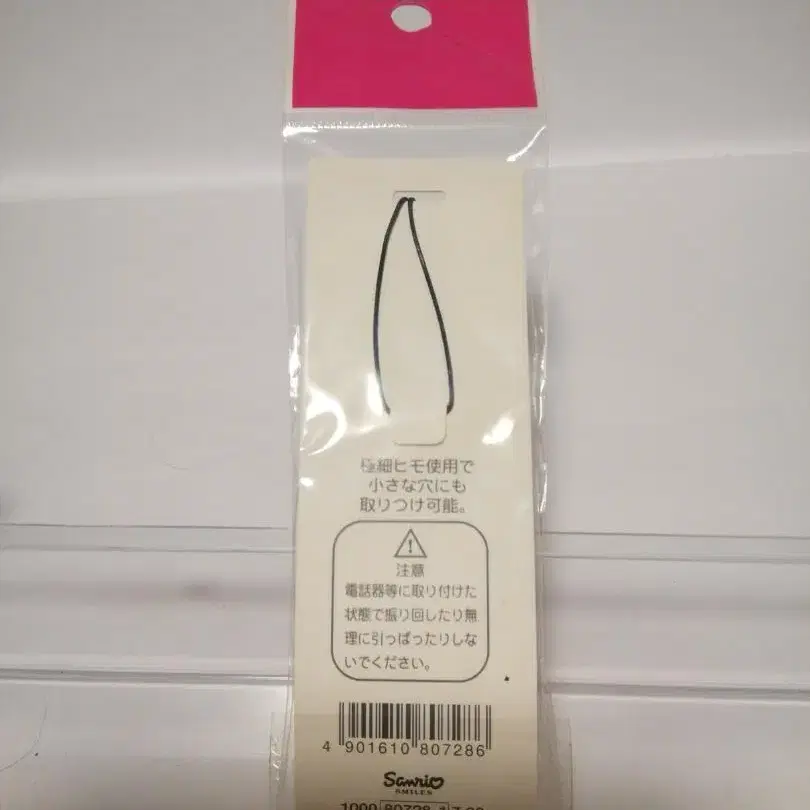 極細ヒモ使用で
小さな穴にも
取りつけ可能。
注意
電話器等に取り付けた
状態で振り回したり無
理に引っぱったりしな
いでください。
4 901610 807286
Sanrio
SMILES